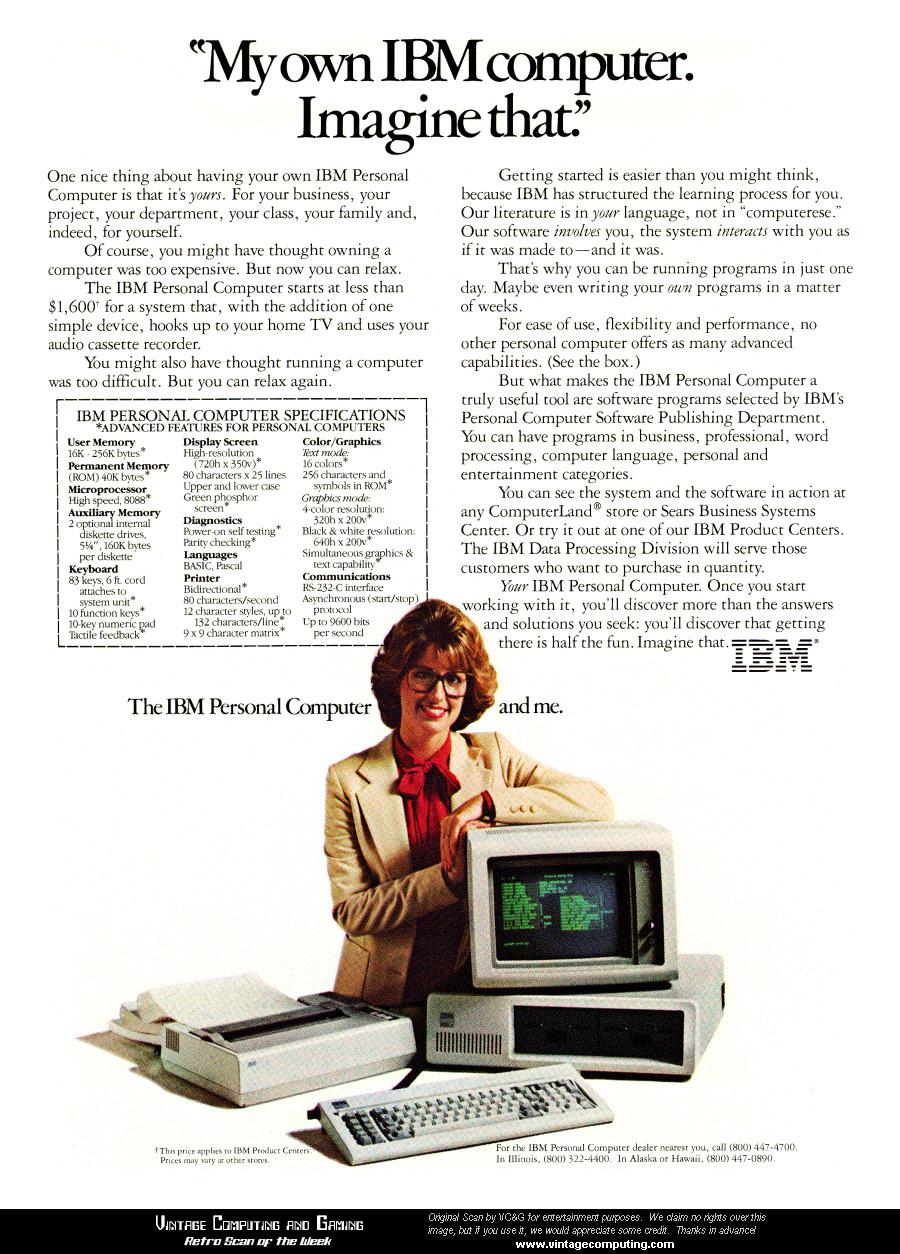 “My own IBM computer.
Imagine that.”
One nice thing about having your own IBM Personal
Computer is that it’s yours. For your business, your
project, your department, your class, your family and,
indeed, for yourself.
Of course, you might have thought owning a
computer was too expensive. But now you can relax.
The IBM Personal Computer starts at less than
$1,600† for a system that, with the addition of one
simple device, hooks up to your home TV and uses your
audio cassette recorder.
You might also have thought running a computer
was too difficult. But you can relax again.
IBM PERSONAL COMPUTER SPECIFICATIONS
*ADVANCED FEATURES FOR PERSONAL COMPUTERS
User Memory
16K - 256K bytes*
Permanent Memory
(ROM) 40K bytes*
Microprocessor
High speed, 8088*
Auxiliary Memory
2 optional internal
diskette drives,
5¼″, 160K bytes
per diskette
Keyboard
83 keys, 6 ft. cord
attaches to
system unit*
10 function keys*
10-key numeric pad
Tactile feedback*
Display Screen
High-resolution
(720h x 350v)*
80 characters x 25 lines
Upper and lower case
Green phosphor
screen*
Diagnostics
Power-on self testing*
Parity checking*
Languages
BASIC, Pascal
Printer
Bidirectional*
80 characters/second
12 character styles, up to
132 characters/line*
9 x 9 character matrix*
Color/Graphics
Text mode:
16 colors*
256 characters and
symbols in ROM*
Graphics mode:
4-color resolution:
320h x 200v*
Black & white resolution:
640h x 200v*
Simultaneous graphics &
text capability*
Communications
RS-232-C interface
Asynchronous (start/stop)
protocol
Up to 9600 bits
per second
Getting started is easier than you might think,
because IBM has structured the learning process for you.
Our literature is in your language, not in “computerese.”
Our software involves you, the system interacts with you as
if it was made to—and it was.
That’s why you can be running programs in just one
day. Maybe even writing your own programs in a matter
of weeks.
For ease of use, flexibility and performance, no
other personal computer offers as many advanced
capabilities. (See the box.)
But what makes the IBM Personal Computer a
truly useful tool are software programs selected by IBM’s
Personal Computer Software Publishing Department.
You can have programs in business, professional, word
processing, computer language, personal and
entertainment categories.
You can see the system and the software in action at
any ComputerLand® store or Sears Business Systems
Center. Or try it out at one of our IBM Product Centers.
The IBM Data Processing Division will serve those
customers who want to purchase in quantity.
Your IBM Personal Computer. Once you start
working with it, you’ll discover more than the answers
and solutions you seek: you’ll discover that getting
there is half the fun. Imagine that.
IBM®
The IBM Personal Computer and me.
†This price applies to IBM Product Centers.
Prices may vary at other stores.
For the IBM Personal Computer dealer nearest you, call (800) 447-4700.
In Illinois, (800) 322-4400. In Alaska or Hawaii, (800) 447-0890.
Vintage Computing and Gaming
Retro Scan of the Week
Original Scan by VC&G for entertainment purposes. We claim no rights over this
image, but if you use it, we would appreciate some credit. Thanks in advance!
www.vintagecomputing.com